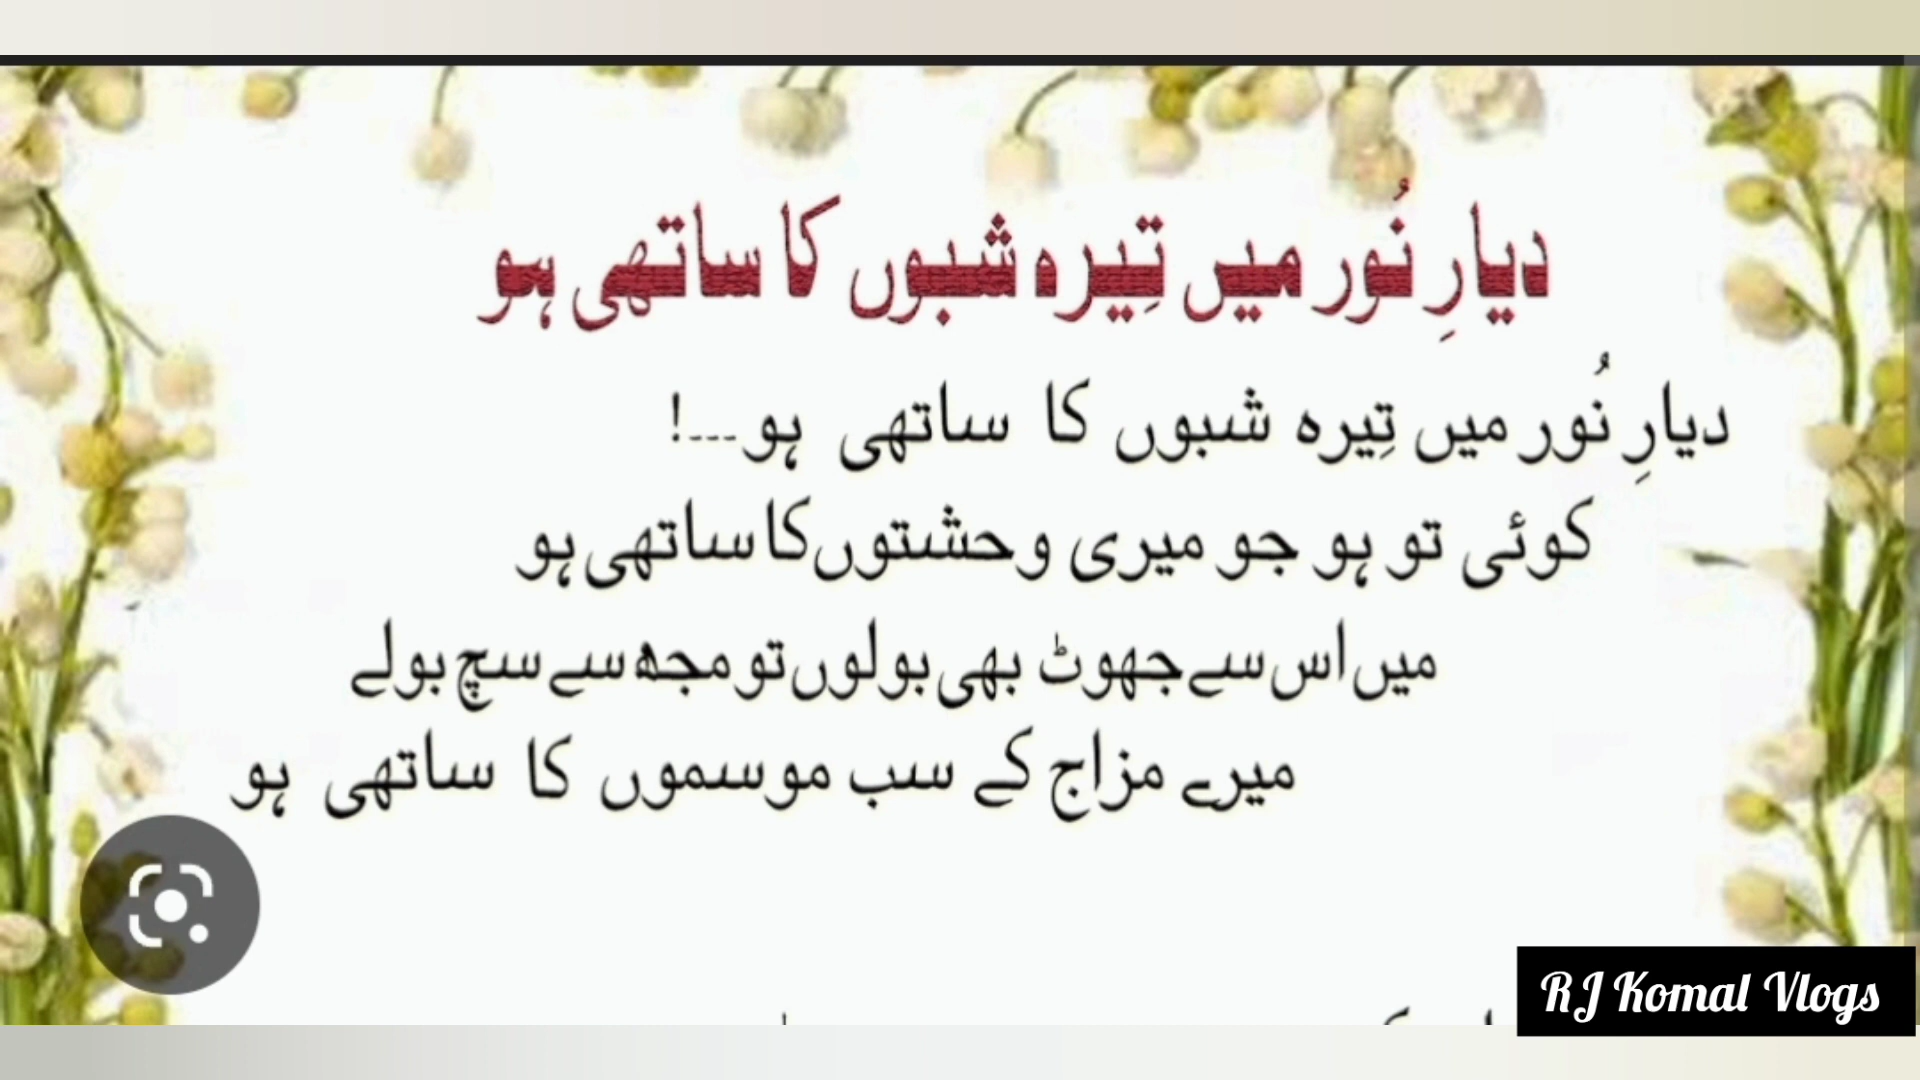 دیارِ نُور میں تِیرہ شبوں کا ساتھی ہو
دیارِ نُور میں تِیرہ شبوں کا ساتھی ہو---!
کوئی تو ہو جو میری وحشتوں کا ساتھی ہو
میں اس سے جھوٹ بھی بولوں تو مجھ سے سچ بولے
میرے مزاج کے سب موسموں کا ساتھی ہو
RJ Komal Vlogs